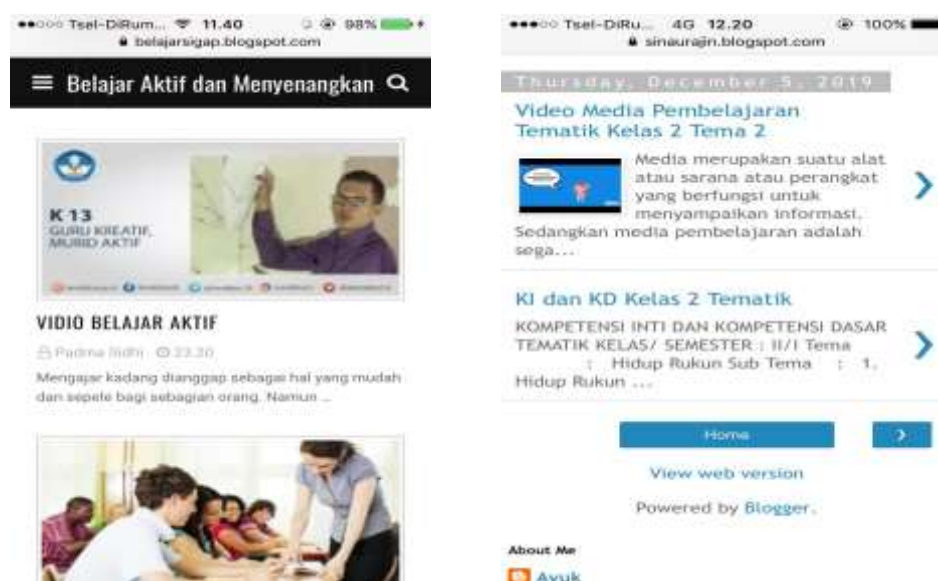 Tsel-DiRum... 11.40 98%
belajarsigap.blogspot.com
Belajar Aktif dan Menyenangkan
K 13
GURU KREATIF,
MURID AKTIF
VIDIO BELAJAR AKTIF
Padma Ridhi 23.20
Mengajar kadang dianggap sebagai hal yang mudah
dan sepele bagi sebagian orang. Namun ...
Tsel-DiRu... 4G 12.20 100%
sinaurajin.blogspot.com
Thursday, December 5, 2019
Video Media Pembelajaran
Tematik Kelas 2 Tema 2
Media merupakan suatu alat
atau sarana atau perangkat
yang berfungsi untuk
menyampaikan informasi.
Sedangkan media pembelajaran adalah
sega...
KI dan KD Kelas 2 Tematik
KOMPETENSI INTI DAN KOMPETENSI DASAR
TEMATIK KELAS/ SEMESTER : II/I Tema
: Hidup Rukun Sub Tema : 1.
Hidup Rukun ...
Home
View web version
Powered by Blogger.
About Me
Ayuk